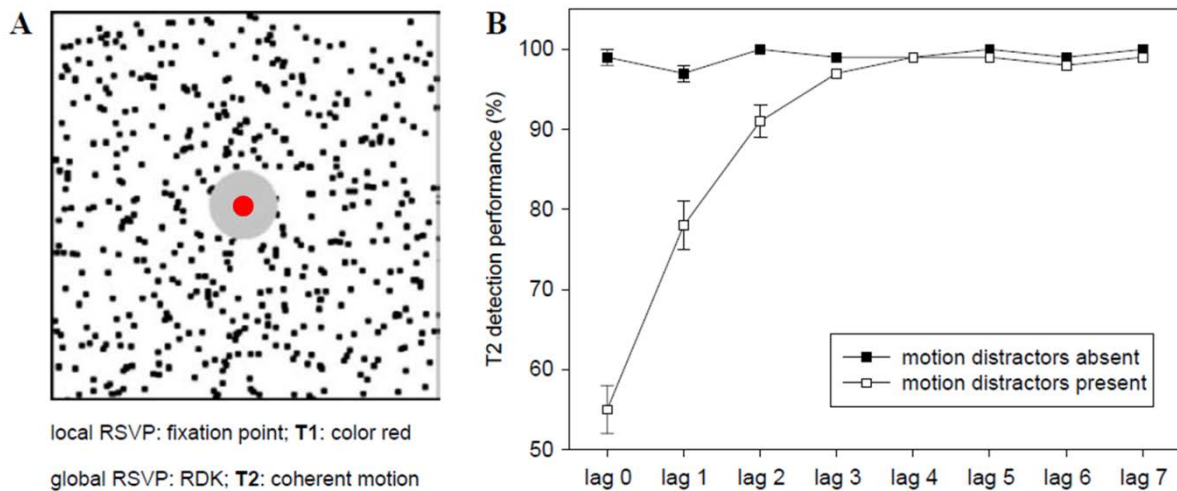 A
local RSVP: fixation point; T1: color red
global RSVP: RDK; T2: coherent motion
B
T2 detection performance (%)
100
90
80
70
60
50
motion distractors absent
motion distractors present
lag 0 lag 1 lag 2 lag 3 lag 4 lag 5 lag 6 lag 7